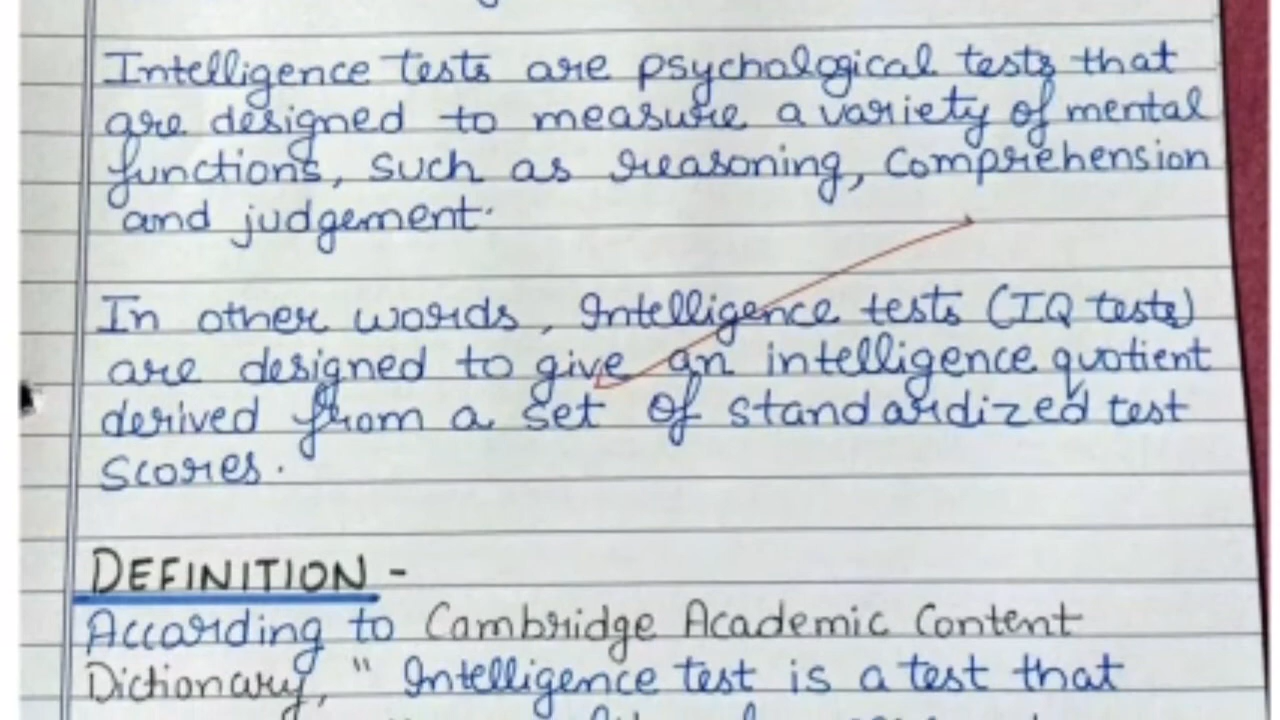 Intelligence tests are psychological tests that
are designed to measure a variety of mental
functions, such as reasoning, comprehension
and judgement.
In other words, Intelligence tests (IQ tests)
are designed to give an intelligence quotient
derived from a set of standardized test
scores.
DEFINITION -
According to Cambridge Academic Content
Dictionary, " Intelligence test is a test that